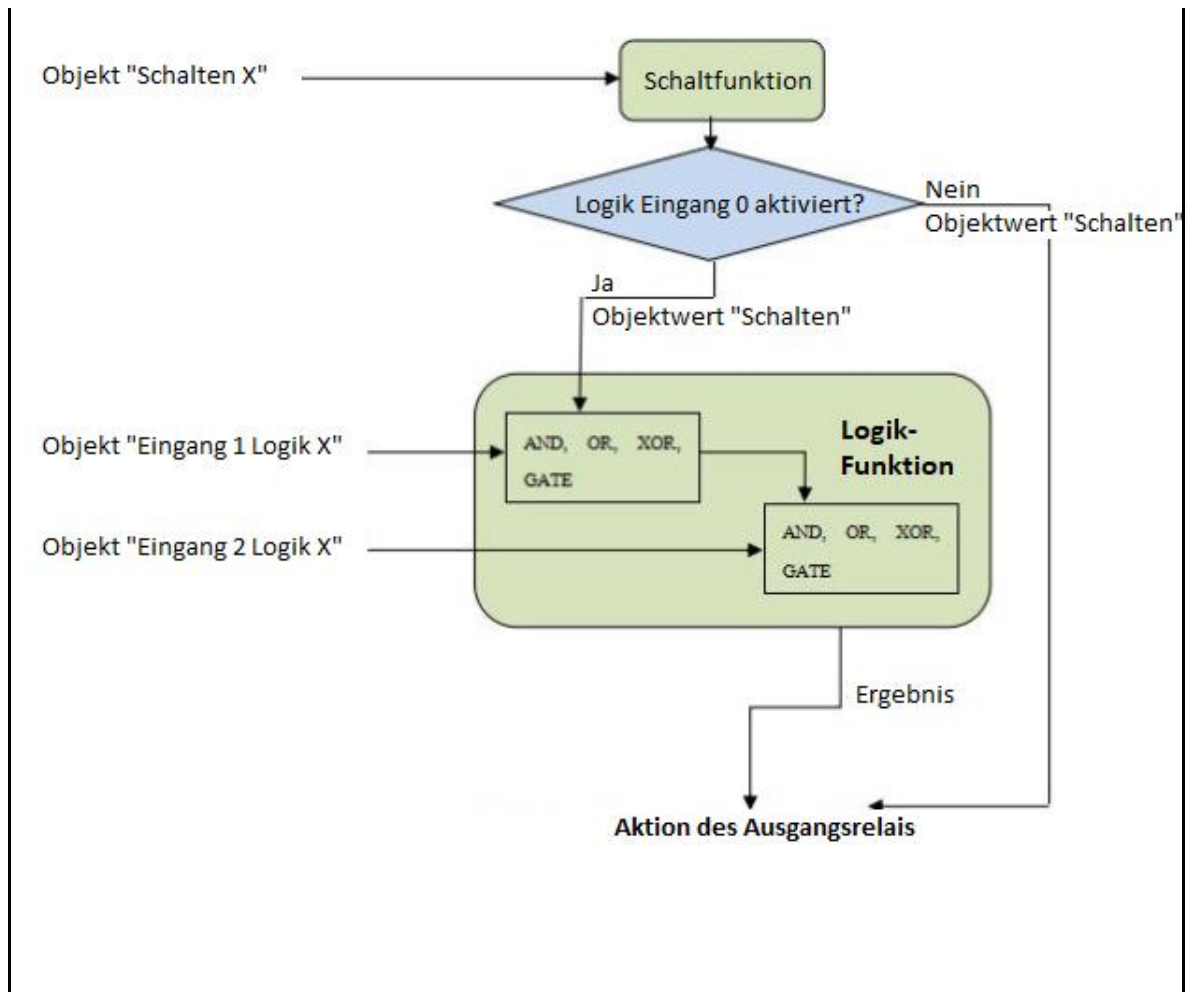 Objekt "Schalten X"
Schaltfunktion
Logik Eingang 0 aktiviert?
Nein
Objektwert "Schalten"
Ja
Objektwert "Schalten"
Objekt "Eingang 1 Logik X"
AND, OR, XOR,
GATE
Logik-
Funktion
Objekt "Eingang 2 Logik X"
AND, OR, XOR,
GATE
Ergebnis
Aktion des Ausgangsrelais